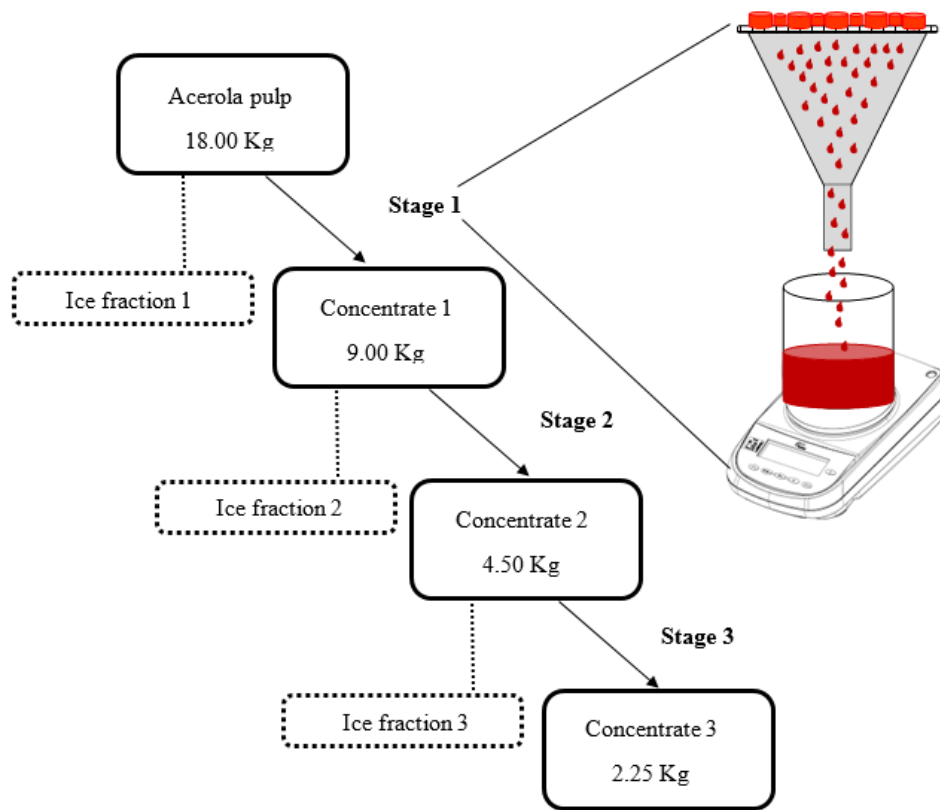 Acerola pulp
18.00 Kg
Stage 1
Ice fraction 1
Concentrate 1
9.00 Kg
Stage 2
Ice fraction 2
Concentrate 2
4.50 Kg
Stage 3
Ice fraction 3
Concentrate 3
2.25 Kg